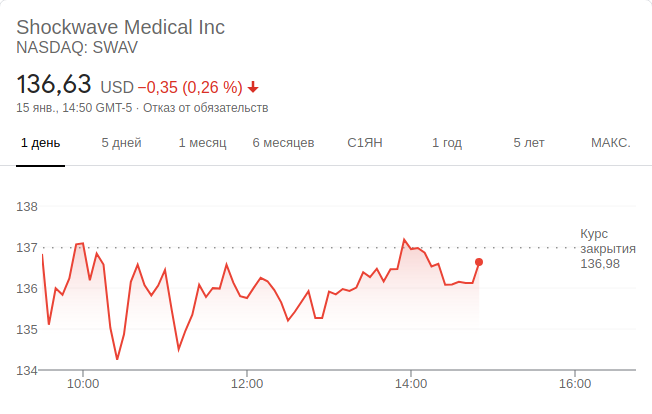 Shockwave Medical Inc
NASDAQ: SWAV
136,63 USD −0,35 (0,26 %)
15 янв., 14:50 GMT-5 · Отказ от обязательств
1 день 5 дней 1 месяц 6 месяцев С1ЯН 1 год 5 лет МАКС.
138
Курс
137 закрытия
136,98
136
135
134
10:00 12:00 14:00 16:00